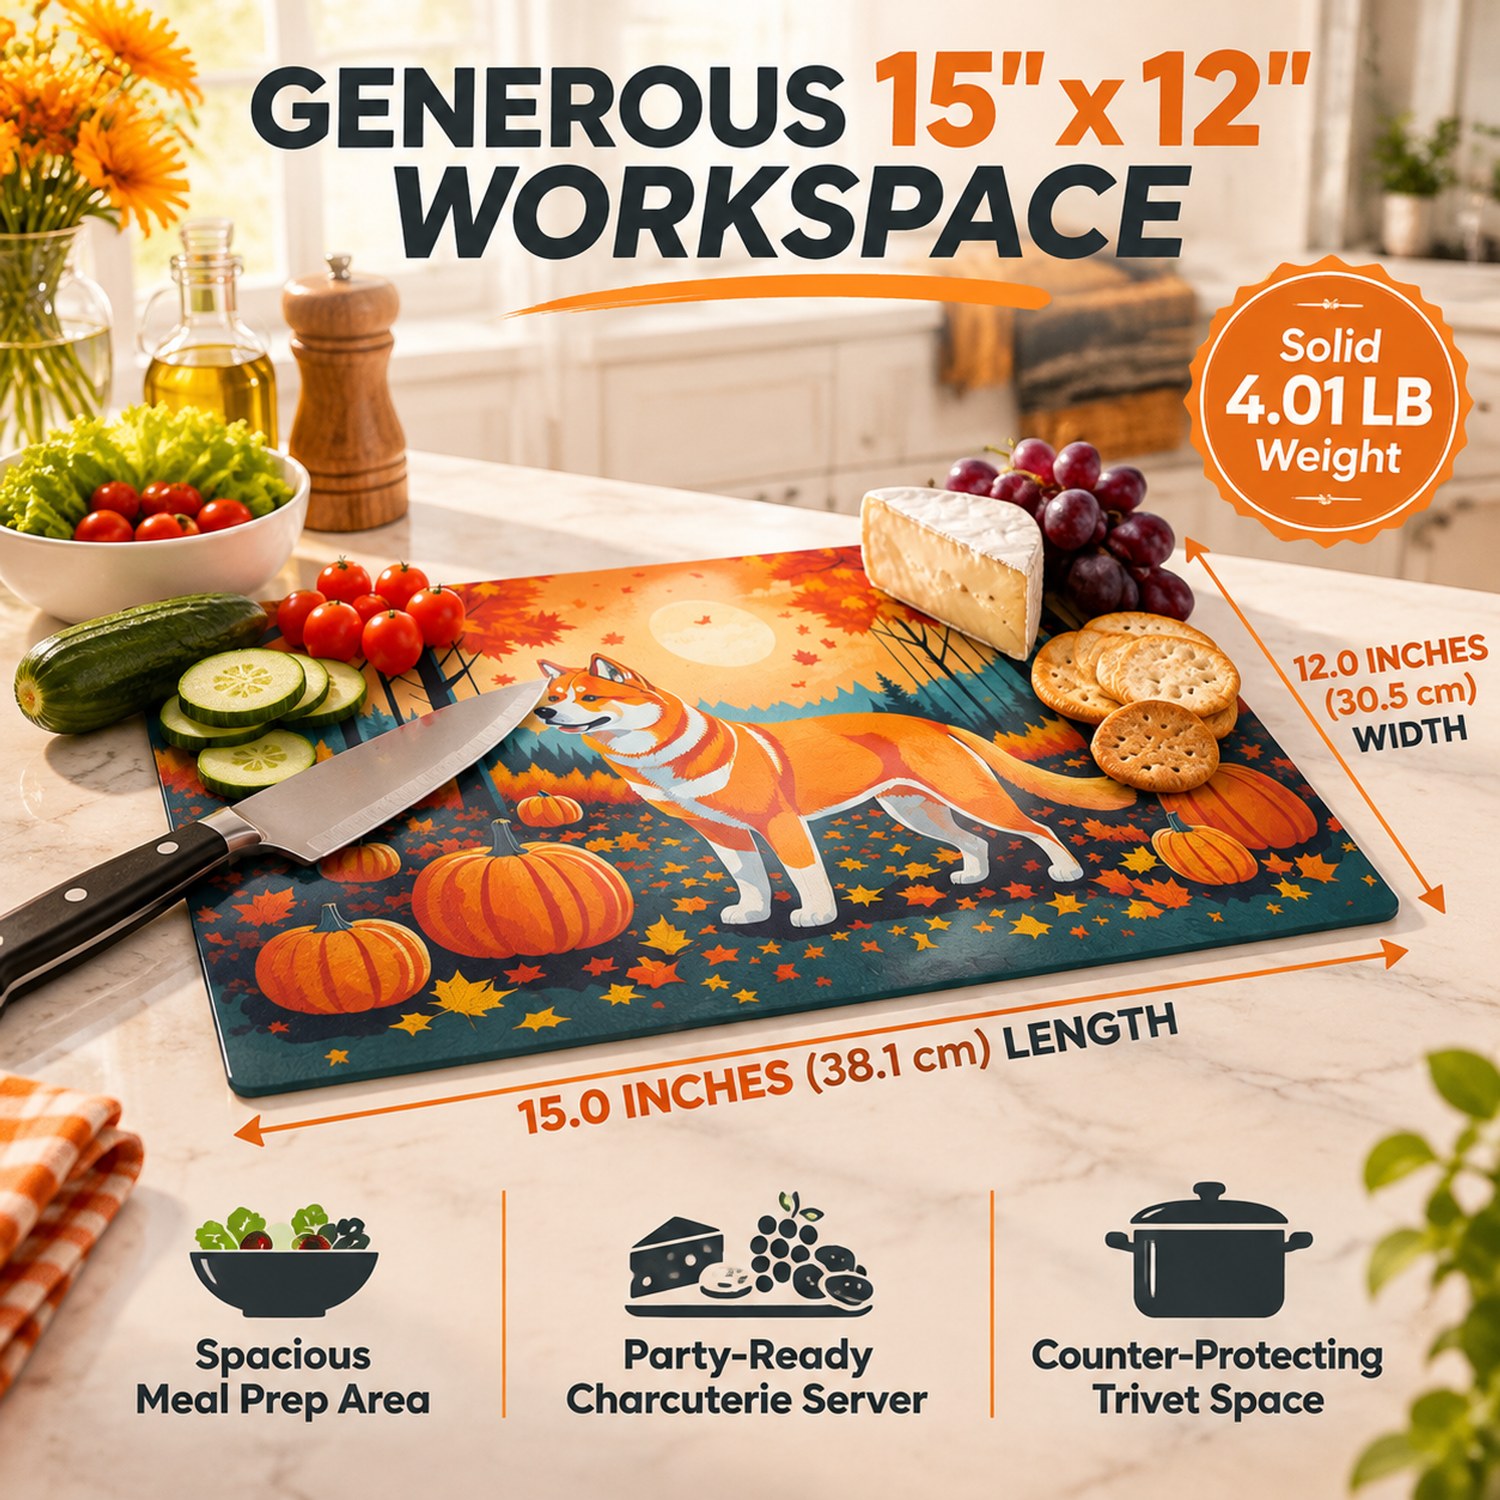 GENEROUS 15" x 12"
WORKSPACE
Solid
4.01 LB
Weight
12.0 INCHES
(30.5 cm)
WIDTH
15.0 INCHES (38.1 cm) LENGTH
Spacious
Meal Prep Area
Party-Ready
Charcuterie Server
Counter-Protecting
Trivet Space